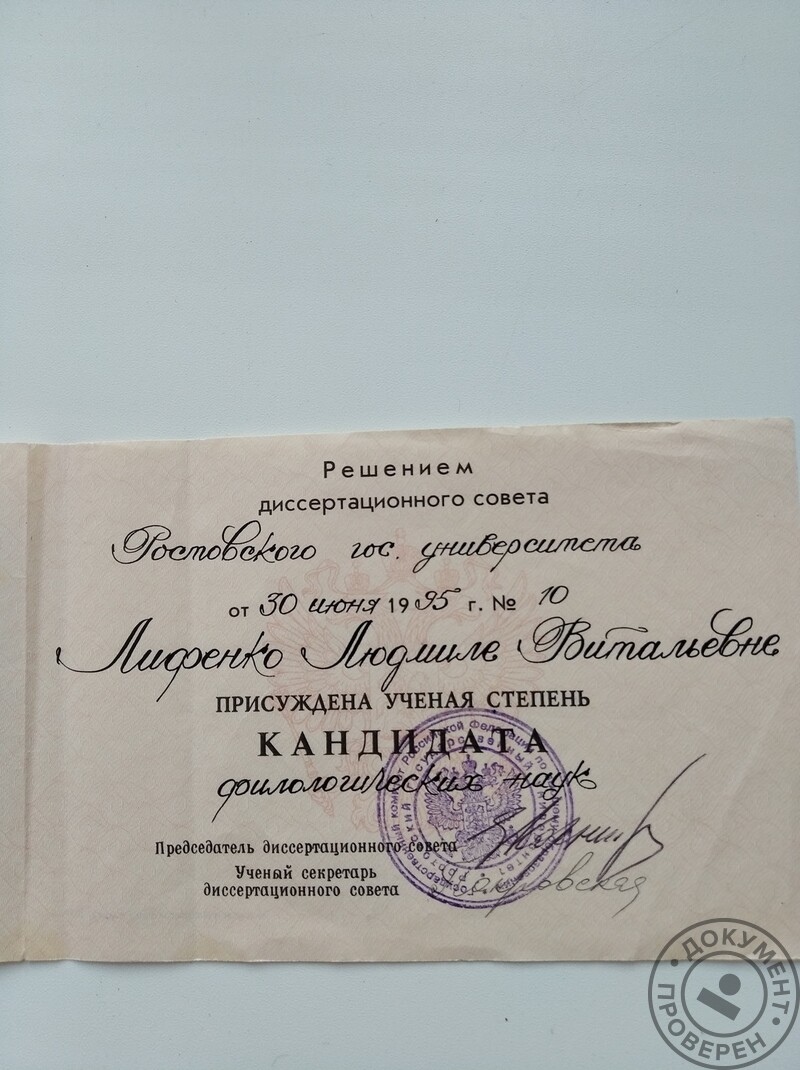 Решением
диссертационного совета
Ростовского гос. университета
от 30 июня 1995 г. № 10
Лифенко Людмиле Витальевне
ПРИСУЖДЕНА УЧЕНАЯ СТЕПЕНЬ
КАНДИДАТА
филологических наук
Председатель диссертационного совета
Ученый секретарь
диссертационного совета
ДОКУМЕНТ
ПРОВЕРЕН